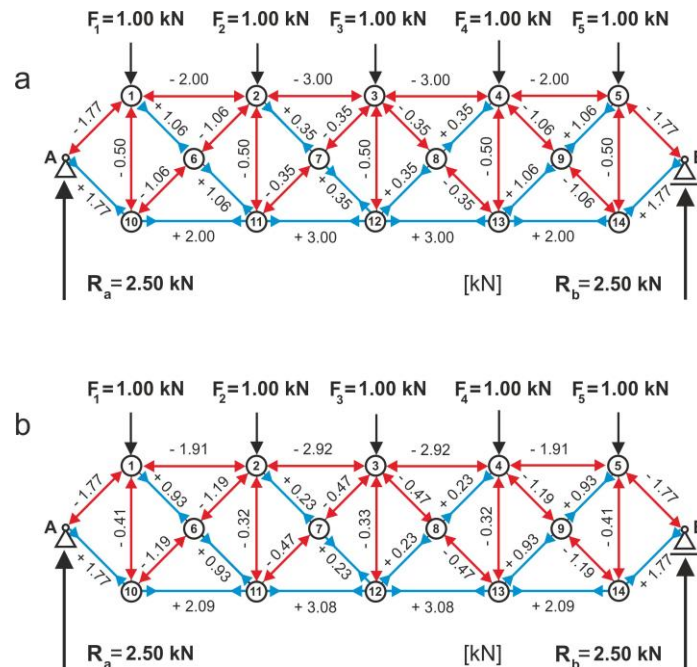 F1=1.00 kN F2=1.00 kN F3=1.00 kN F4=1.00 kN F5=1.00 kN
a
- 2.00 - 3.00 - 3.00 - 2.00
1 2 3 4 5
- 1.77 + 1.06 - 1.06 + 0.35 - 0.35 - 0.35 + 0.35 - 1.06 + 1.06 - 1.77
A - 0.50 6 - 0.50 7 - 0.50 8 - 0.50 9 - 0.50 B
+ 1.77 - 1.06 + 1.06 - 0.35 + 0.35 + 0.35 - 0.35 + 1.06 - 1.06 + 1.77
10 11 12 13 14
+ 2.00 + 3.00 + 3.00 + 2.00
Ra=2.50 kN [kN] Rb=2.50 kN
F1=1.00 kN F2=1.00 kN F3=1.00 kN F4=1.00 kN F5=1.00 kN
b
- 1.91 - 2.92 - 2.92 - 1.91
1 2 3 4 5
- 1.77 + 0.93 - 1.19 + 0.23 - 0.47 - 0.47 + 0.23 - 1.19 + 0.93 - 1.77
A - 0.41 6 - 0.32 7 - 0.33 8 - 0.32 9 - 0.41 B
+ 1.77 - 1.19 + 0.93 - 0.47 + 0.23 + 0.23 - 0.47 + 0.93 - 1.19 + 1.77
10 11 12 13 14
+ 2.09 + 3.08 + 3.08 + 2.09
Ra=2.50 kN [kN] Rb=2.50 kN